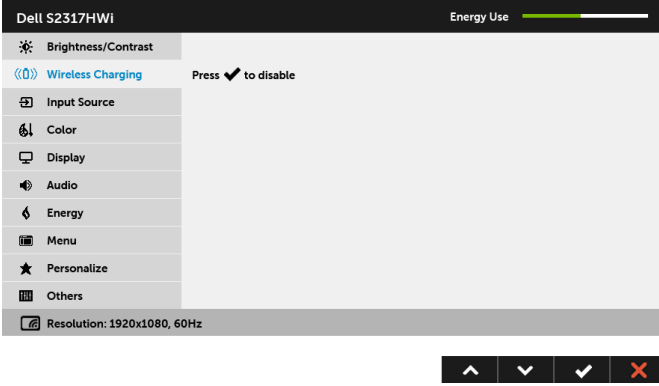 Dell S2317HWi
Energy Use
Brightness/Contrast
Wireless Charging
Press ✔ to disable
Input Source
Color
Display
Audio
Energy
Menu
Personalize
Others
Resolution: 1920x1080, 60Hz